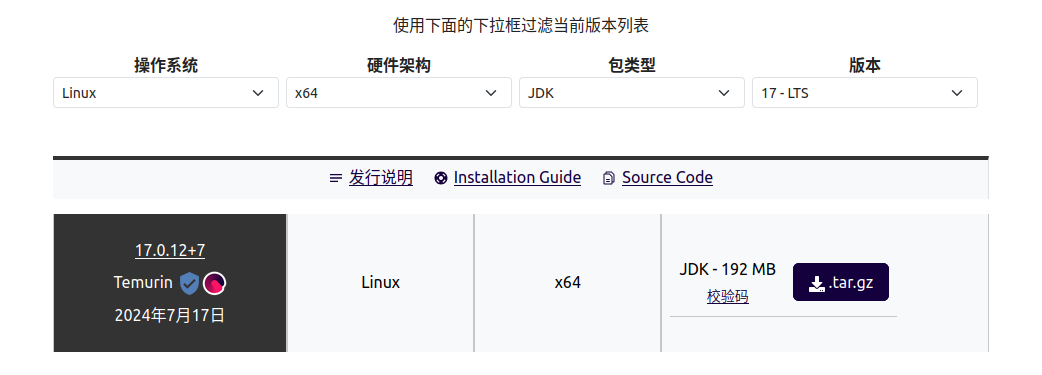 使用下面的下拉框过滤当前版本列表
操作系统 硬件架构 包类型 版本
Linux x64 JDK 17 - LTS
发行说明 Installation Guide Source Code
17.0.12+7
Temurin
2024年7月17日
Linux
x64
JDK - 192 MB
校验码
.tar.gz